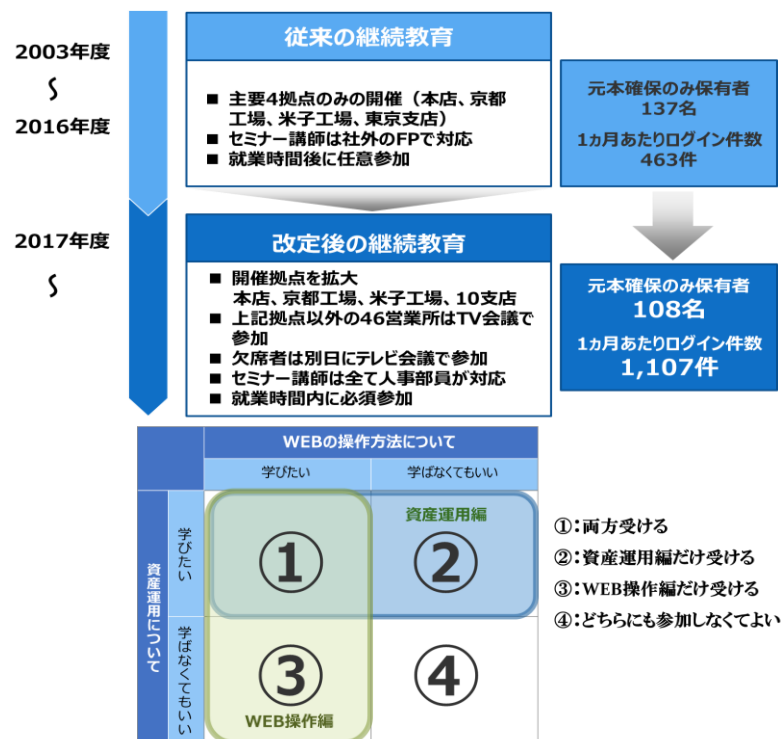 2003年度
〜
2016年度
従来の継続教育
■ 主要4拠点のみの開催（本店、京都
工場、米子工場、東京支店）
■ セミナー講師は社外のFPで対応
■ 就業時間後に任意参加
元本確保のみ保有者
137名
1ヵ月あたりログイン件数
463件
2017年度
〜
改定後の継続教育
■ 開催拠点を拡大
本店、京都工場、米子工場、10支店
■ 上記拠点以外の46営業所はTV会議で
参加
■ 欠席者は別日にテレビ会議で参加
■ セミナー講師は全て人事部員が対応
■ 就業時間内に必須参加
元本確保のみ保有者
108名
1ヵ月あたりログイン件数
1,107件
WEBの操作方法について
学びたい
学ばなくてもいい
資産運用について
学びたい
学ばなくてもいい
資産運用編
①
②
③
④
WEB操作編
①：両方受ける
②：資産運用編だけ受ける
③：WEB操作編だけ受ける
④：どちらにも参加しなくてよい